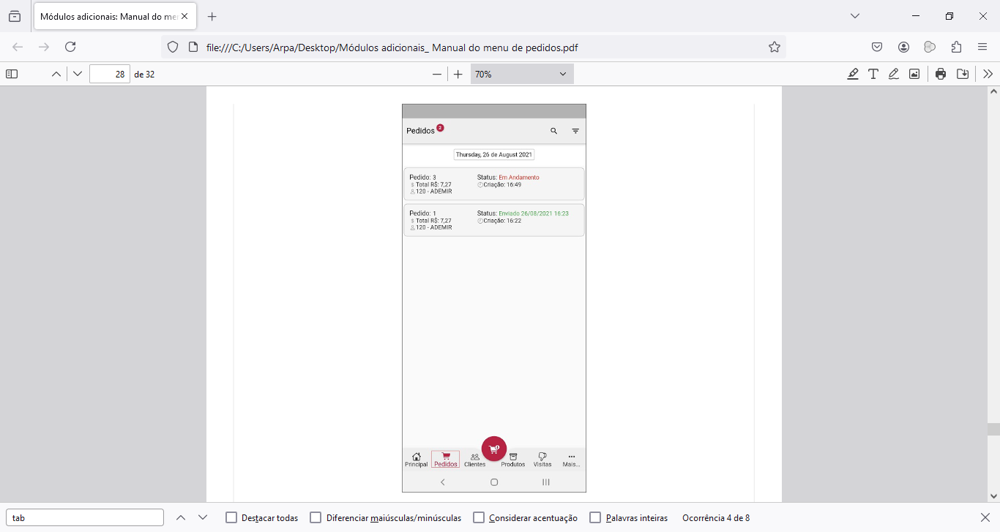 Módulos adicionais: Manual do me
file:///C:/Users/Arpa/Desktop/Módulos adicionais_ Manual do menu de pedidos.pdf
28 de 32
70%
Pedidos 2
Thursday, 26 de August 2021
Pedido: 3 Status: Em Andamento
$ Total R$: 7,27 Criação: 16:49
120 - ADEMIR
Pedido: 1 Status: Enviado 26/08/2021 16:23
$ Total R$: 7,27 Criação: 16:22
120 - ADEMIR
Principal Pedidos Clientes Produtos Visitas Mais...
tab Destacar todas Diferenciar maiúsculas/minúsculas Considerar acentuação Palavras inteiras Ocorrência 4 de 8